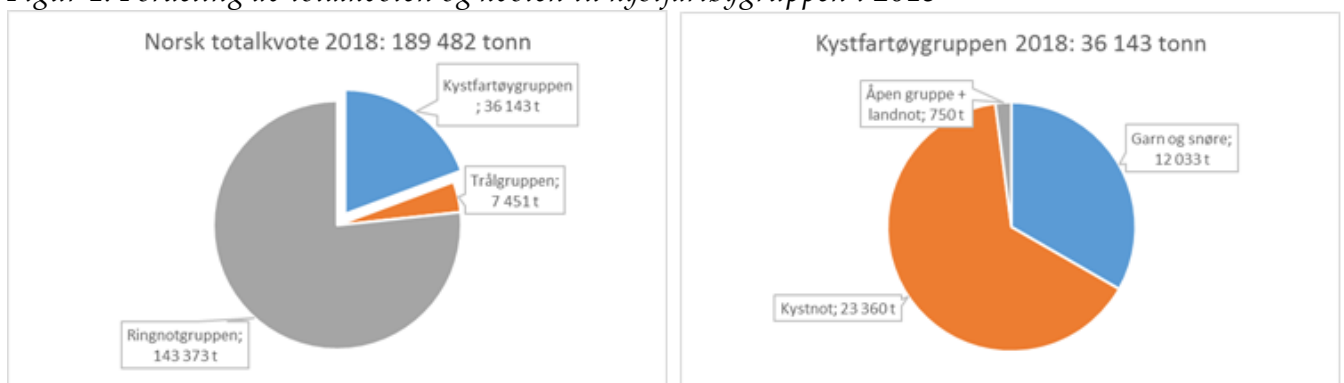 Norsk totalkvote 2018: 189 482 tonn
Kystfartøygruppen
; 36 143 t
Trålgruppen;
7 451 t
Ringnotgruppen;
143 373 t
Kystfartøygruppen 2018: 36 143 tonn
Åpen gruppe +
landnot; 750 t
Garn og snøre;
12 033 t
Kystnot; 23 360 t